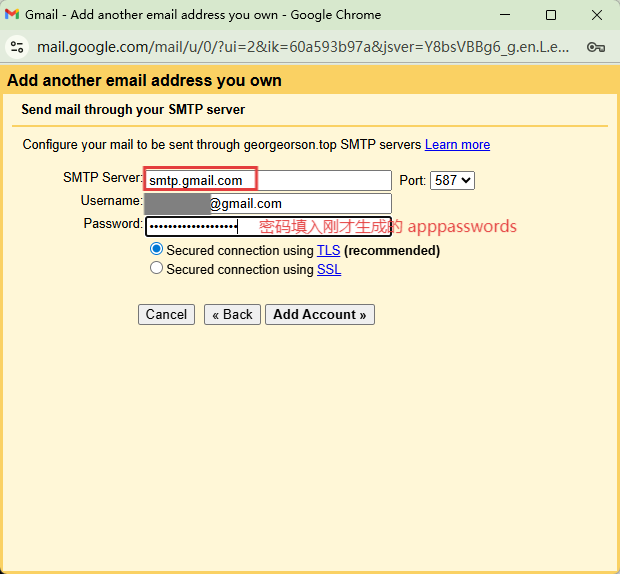 Gmail - Add another email address you own - Google Chrome
mail.google.com/mail/u/0/?ui=2&ik=60a593b97a&jsver=Y8bsVBBg6_g.en.L.e...
Add another email address you own
Send mail through your SMTP server
Configure your mail to be sent through georgeorson.top SMTP servers Learn more
SMTP Server: smtp.gmail.com Port: 587
Username: @gmail.com
Password: ••••••••••••••••••• 密码填入刚才生成的 apppasswords
Secured connection using TLS (recommended)
Secured connection using SSL
Cancel « Back Add Account »